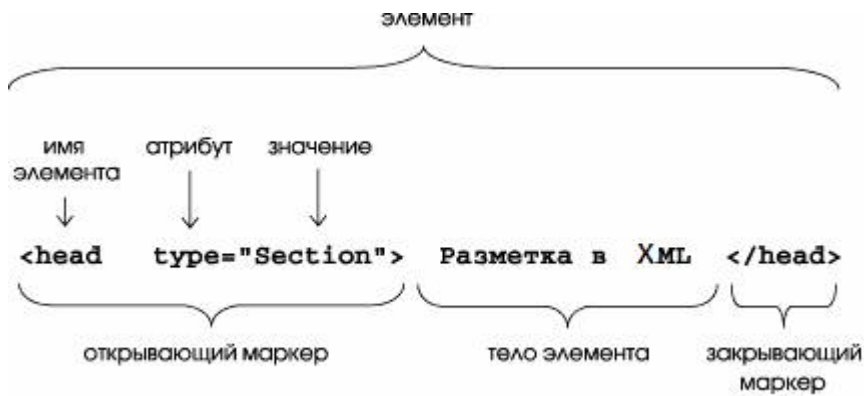 элемент
имя элемента
атрибут
значение
<head type="Section"> Разметка в XML </head>
открывающий маркер
тело элемента
закрывающий
маркер